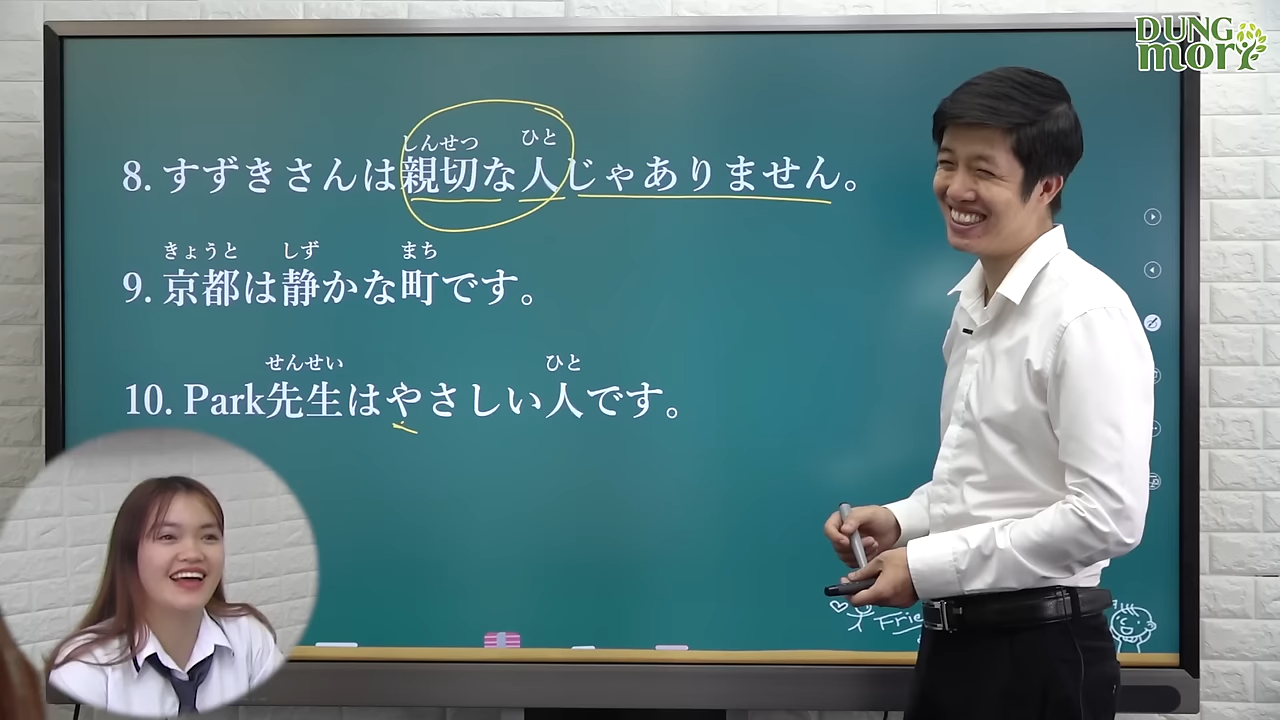 DUNG
mori
しんせつ ひと
8. すずきさんは親切な人じゃありません。
きょうと しず まち
9. 京都は静かな町です。
せんせい ひと
10. Park先生はやさしい人です。